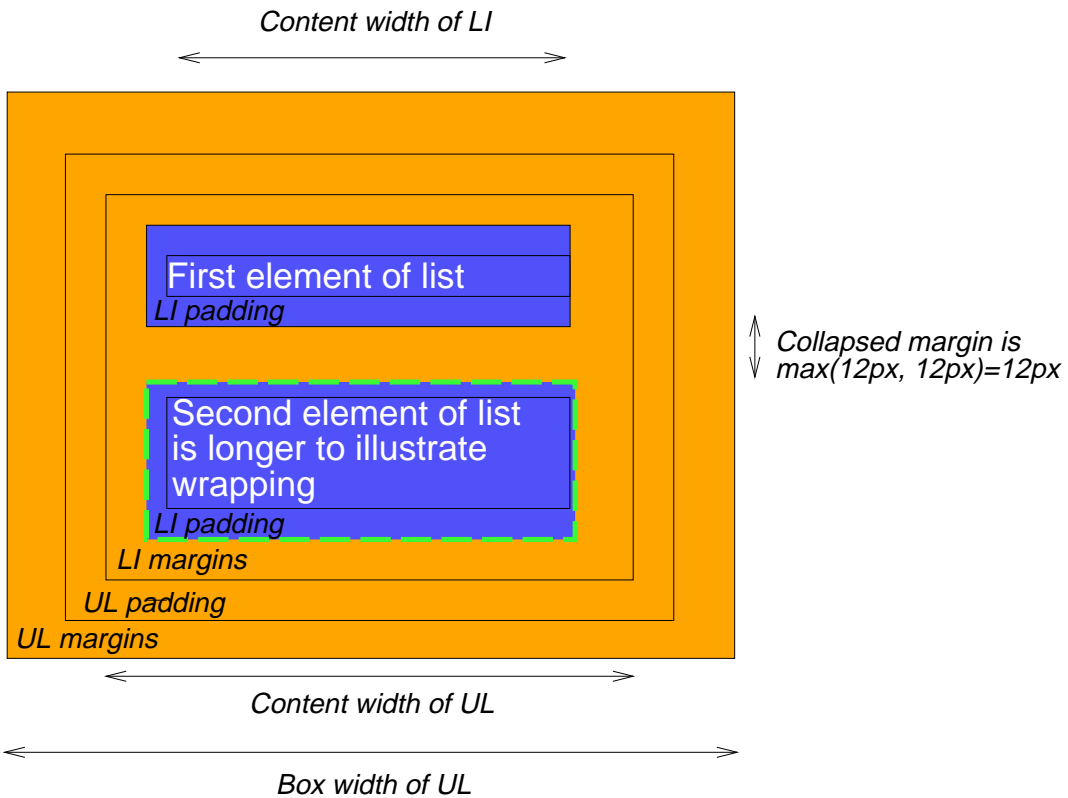 Content width of LI
First element of list
LI padding
Collapsed margin is
max(12px, 12px)=12px
Second element of list
is longer to illustrate
wrapping
LI padding
LI margins
UL padding
UL margins
Content width of UL
Box width of UL